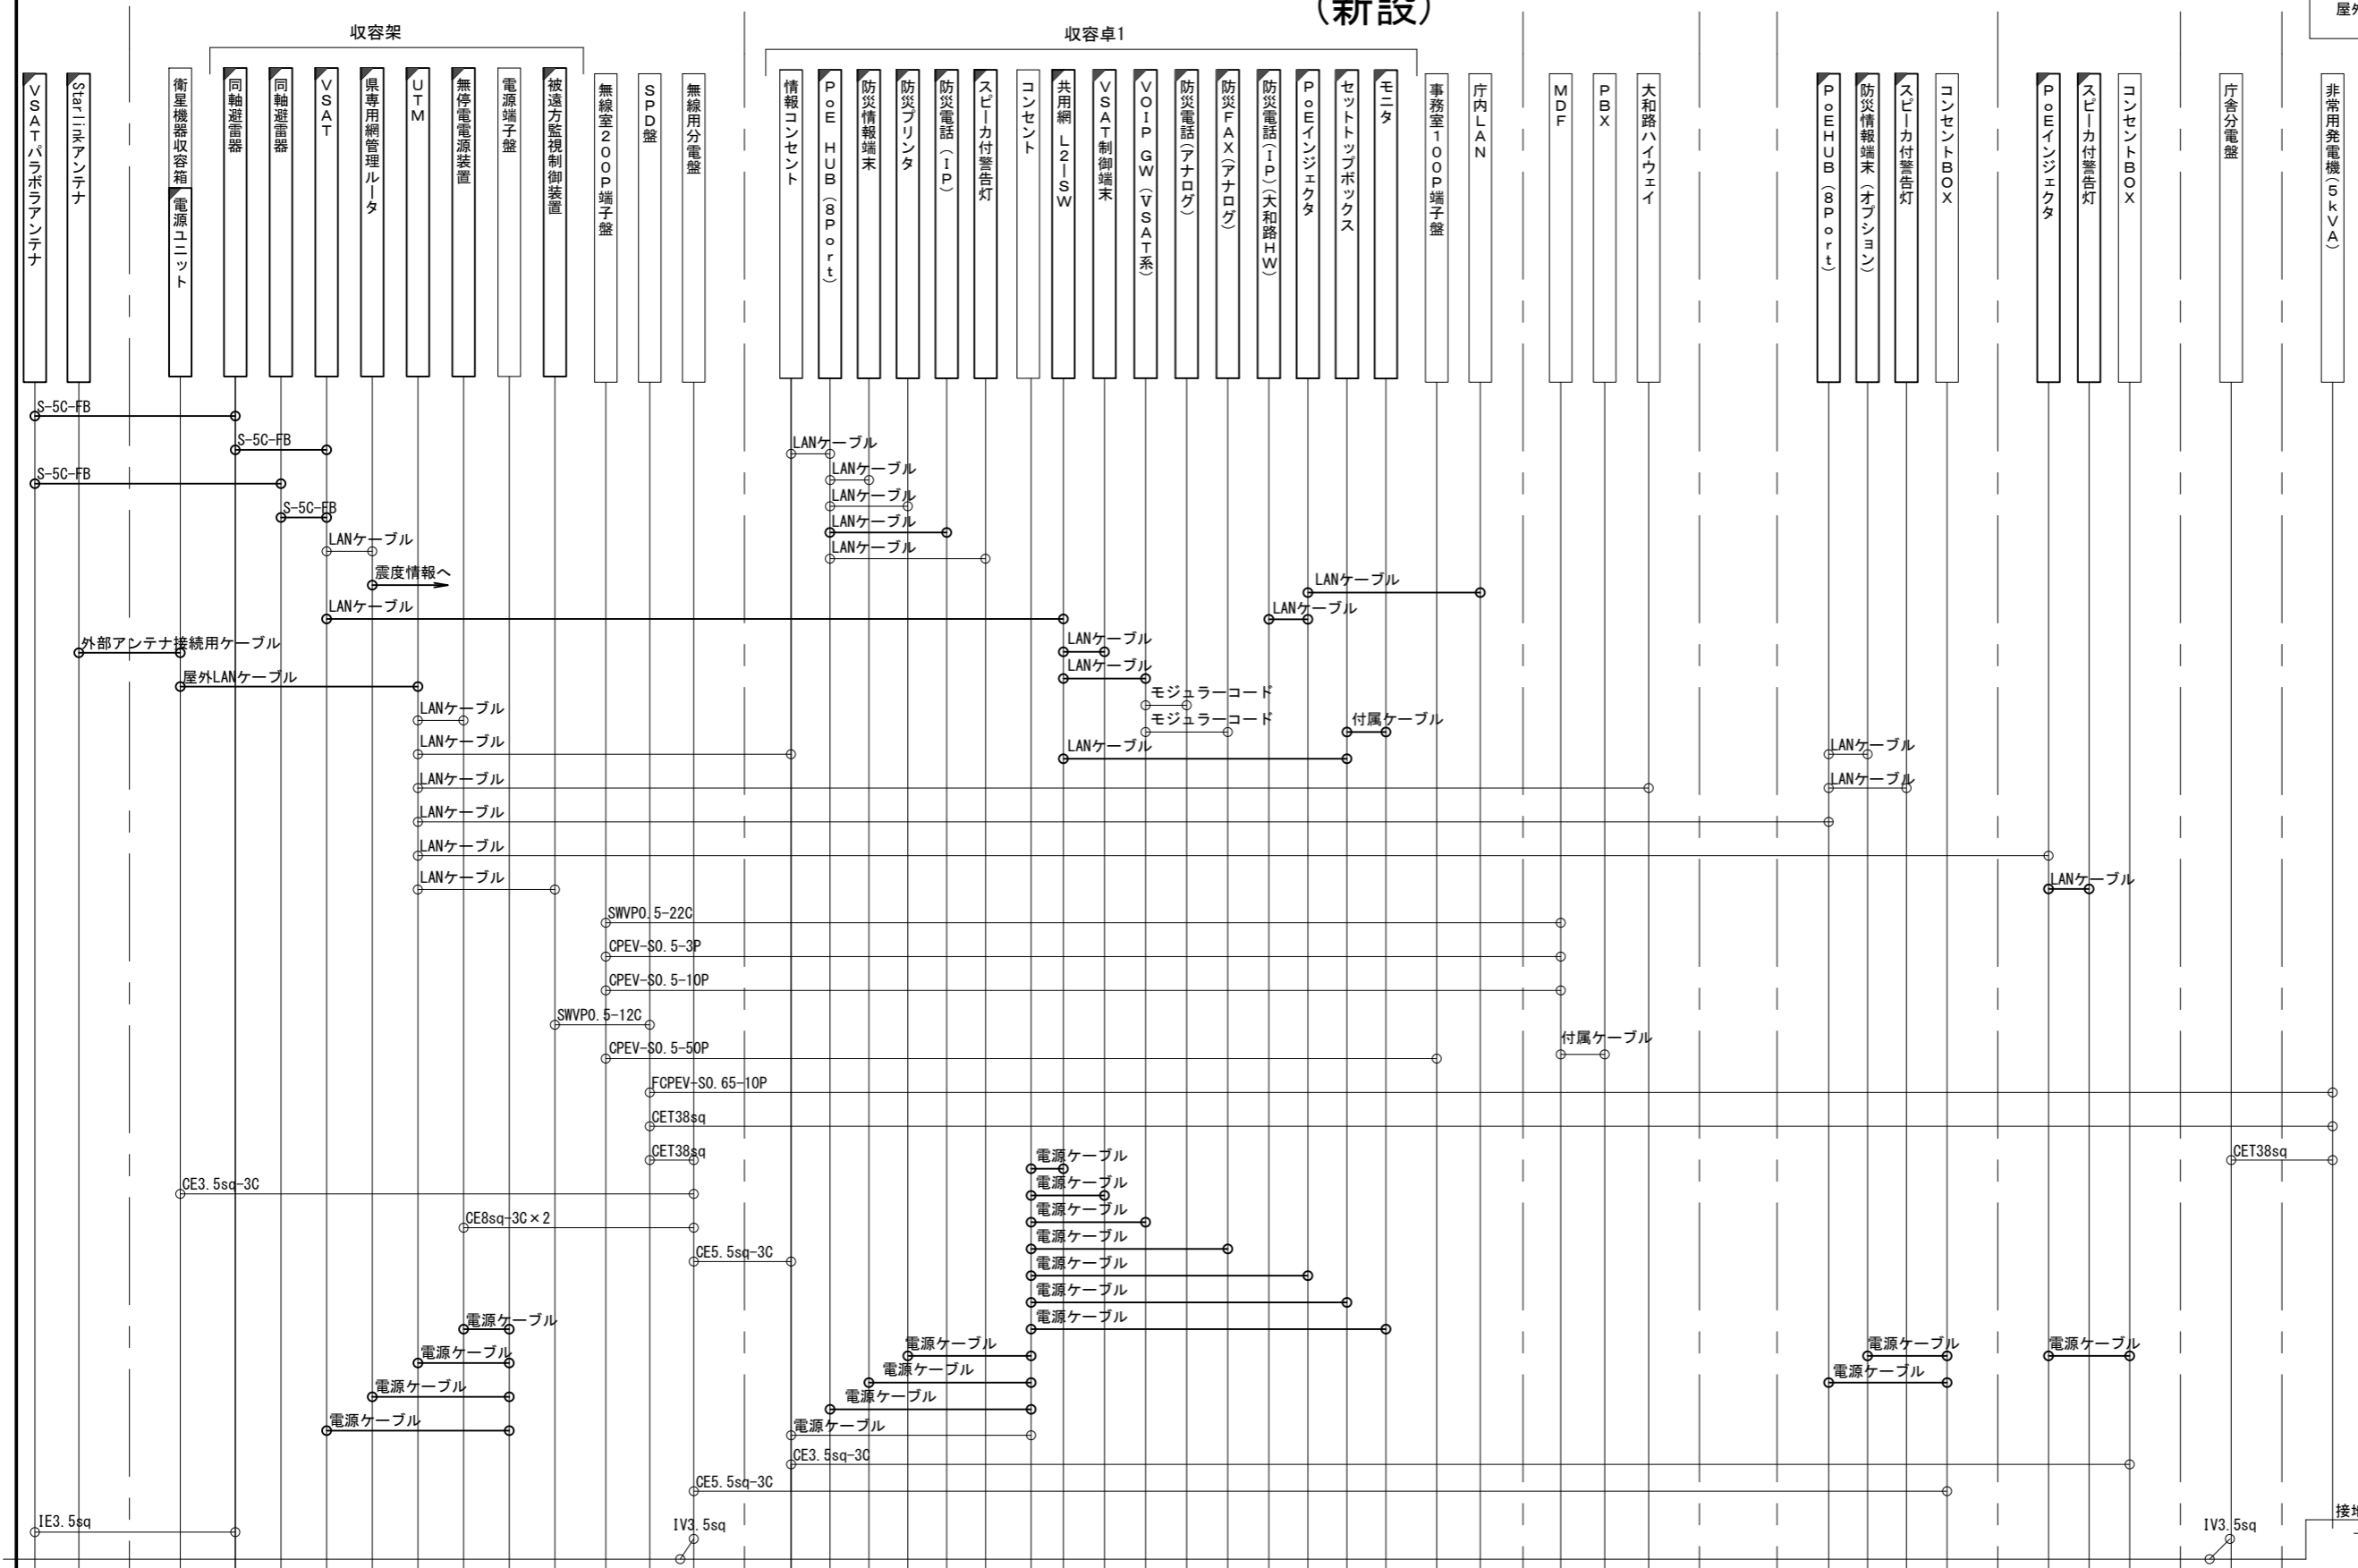 （新設）
屋外
収容架
収容卓1
VSATパラボラアンテナ
Starlinkアンテナ
衛星機器収容箱
電源ユニット
同軸避雷器
同軸避雷器
VSAT
県専用網管理ルータ
UTM
無停電電源装置
電源端子盤
被遠方監視制御装置
無線室200P端子盤
SPD盤
無線用分電盤
情報コンセント
PoE HUB（8Port）
防災情報端末
防災プリンタ
防災電話（IP）
スピーカ付警告灯
コンセント
共用網 L2-SW
VSAT制御端末
VOIP GW（VSAT系）
防災電話（アナログ）
防災FAX（アナログ）
防災電話（IP）（大和路HW）
PoEインジェクタ
セットトップボックス
モニタ
事務室100P端子盤
庁内LAN
MDF
PBX
大和路ハイウェイ
PoEHUB（8Port）
防災情報端末（オプション）
スピーカ付警告灯
コンセントBOX
PoEインジェクタ
スピーカ付警告灯
コンセントBOX
庁舎分電盤
非常用発電機（5kVA）
S-5C-FB
S-5C-FB
LANケーブル
LANケーブル
S-5C-FB
LANケーブル
S-5C-FB
LANケーブル
LANケーブル
LANケーブル
震度情報へ
LANケーブル
LANケーブル
LANケーブル
外部アンテナ接続用ケーブル
LANケーブル
屋外LANケーブル
LANケーブル
モジュラーコード
LANケーブル
モジュラーコード
付属ケーブル
LANケーブル
LANケーブル
LANケーブル
LANケーブル
LANケーブル
LANケーブル
LANケーブル
LANケーブル
LANケーブル
SWVP0.5-22C
CPEV-S0.5-3P
CPEV-S0.5-10P
SWVP0.5-12C
付属ケーブル
CPEV-S0.5-50P
FCPEV-S0.65-10P
CET38sq
CET38sq
電源ケーブル
CET38sq
CE3.5sq-3C
電源ケーブル
電源ケーブル
CE8sq-3C×2
電源ケーブル
CE5.5sq-3C
電源ケーブル
電源ケーブル
電源ケーブル
電源ケーブル
電源ケーブル
電源ケーブル
電源ケーブル
電源ケーブル
電源ケーブル
電源ケーブル
電源ケーブル
電源ケーブル
電源ケーブル
電源ケーブル
CE3.5sq-3C
CE5.5sq-3C
IE3.5sq
IV3.5sq
IV3.5sq
接地